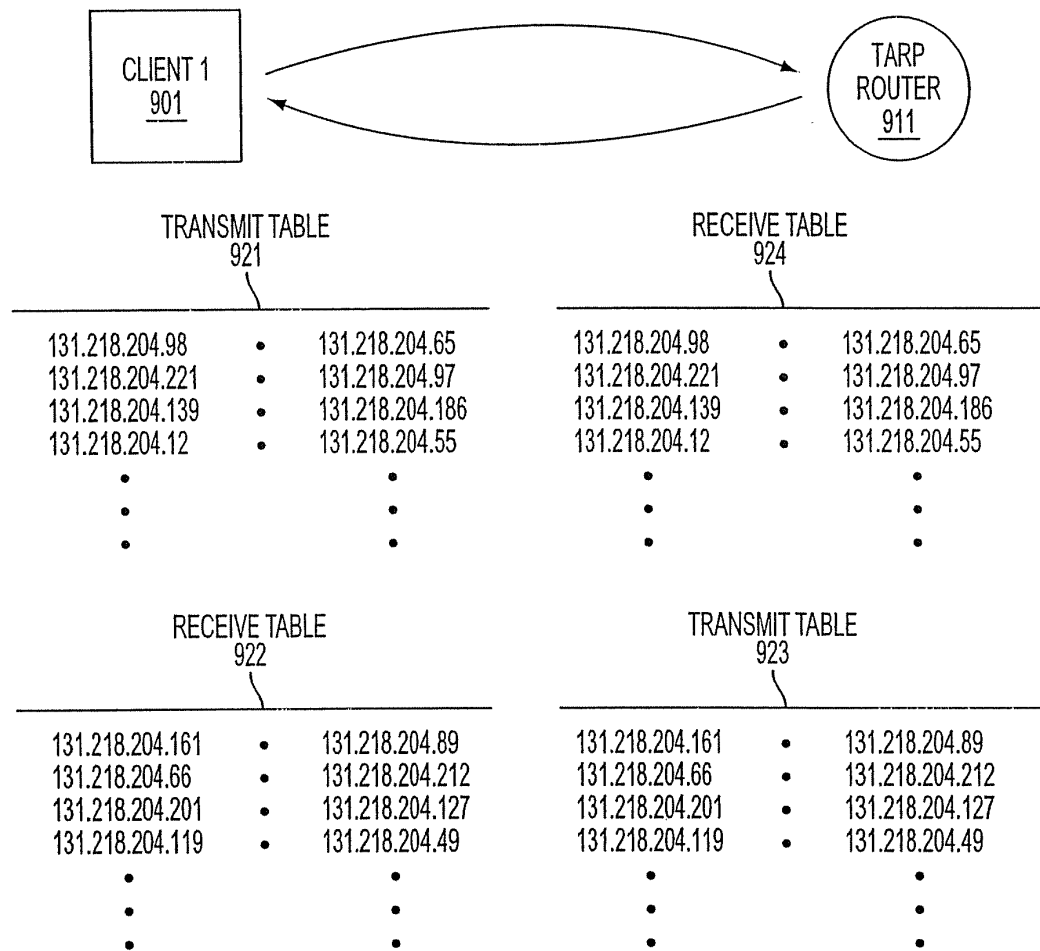 CLIENT 1
901
TARP
ROUTER
911
TRANSMIT TABLE
921
131.218.204.98 • 131.218.204.65
131.218.204.221 • 131.218.204.97
131.218.204.139 • 131.218.204.186
131.218.204.12 • 131.218.204.55
RECEIVE TABLE
924
131.218.204.98 • 131.218.204.65
131.218.204.221 • 131.218.204.97
131.218.204.139 • 131.218.204.186
131.218.204.12 • 131.218.204.55
RECEIVE TABLE
922
131.218.204.161 • 131.218.204.89
131.218.204.66 • 131.218.204.212
131.218.204.201 • 131.218.204.127
131.218.204.119 • 131.218.204.49
TRANSMIT TABLE
923
131.218.204.161 • 131.218.204.89
131.218.204.66 • 131.218.204.212
131.218.204.201 • 131.218.204.127
131.218.204.119 • 131.218.204.49